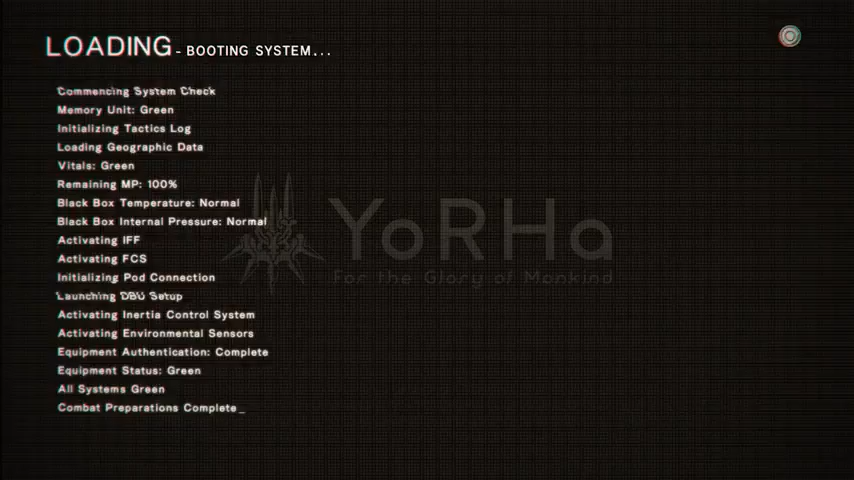 LOADING - BOOTING SYSTEM...
Commencing System Check
Memory Unit: Green
Initializing Tactics Log
Loading Geographic Data
Vitals: Green
Remaining MP: 100%
Black Box Temperature: Normal
Black Box Internal Pressure: Normal
Activating IFF
Activating FCS
Initializing Pod Connection
Launching DBU Setup
Activating Inertia Control System
Activating Environmental Sensors
Equipment Authentication: Complete
Equipment Status: Green
All Systems Green
Combat Preparations Complete_
YoRHa
For the Glory of Mankind